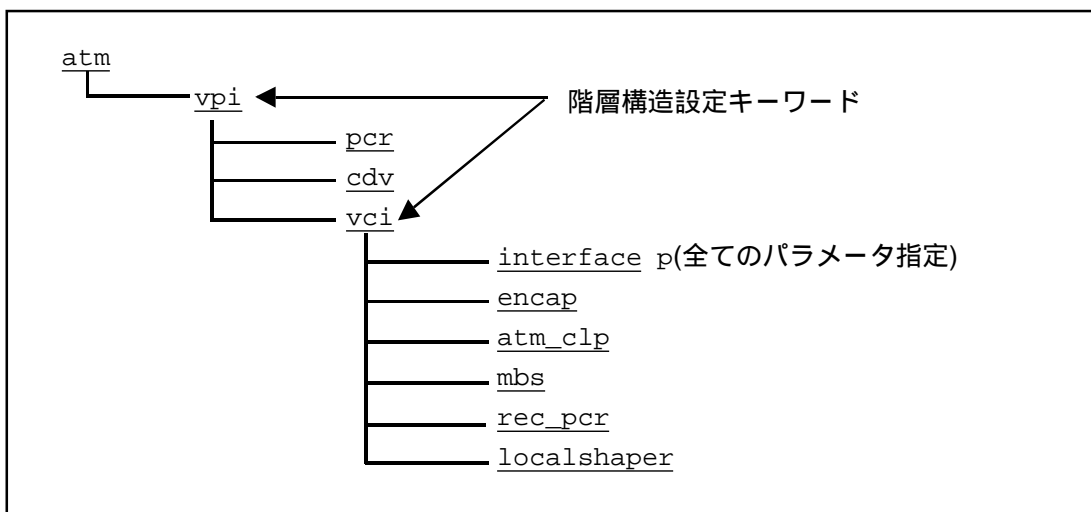 atm
vpi 階層構造設定キーワード
pcr
cdv
vci
interface p(全てのパラメータ指定)
encap
atm_clp
mbs
rec_pcr
localshaper